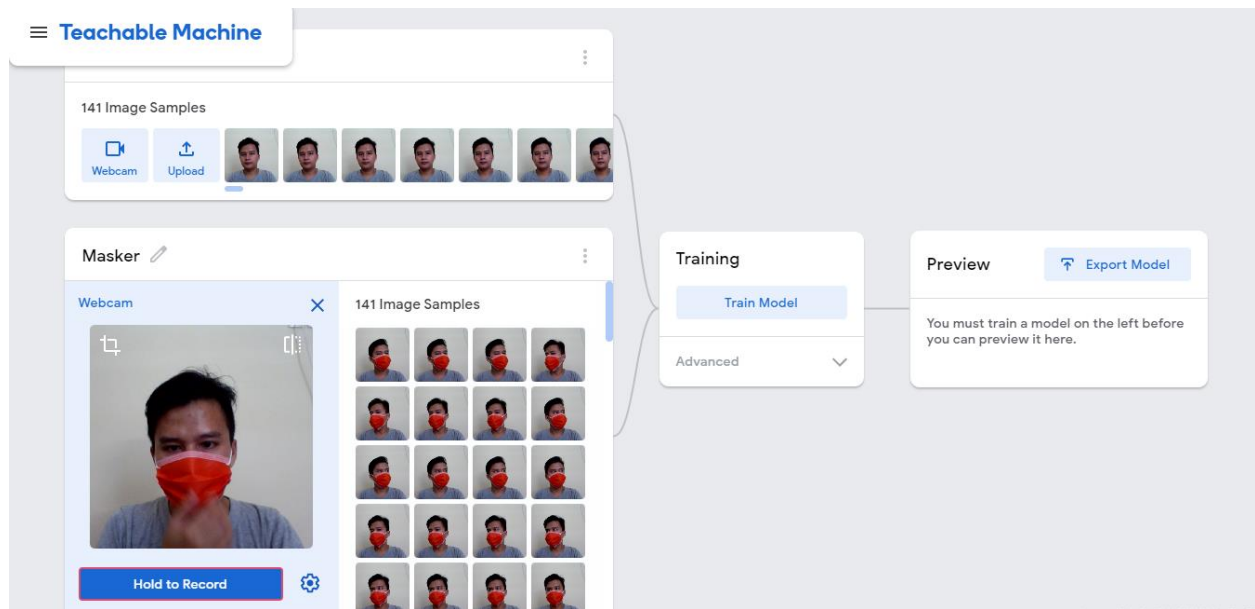 Teachable Machine
141 Image Samples
Webcam
Upload
Masker
Webcam
141 Image Samples
Hold to Record
Training
Train Model
Advanced
Preview
Export Model
You must train a model on the left before
you can preview it here.